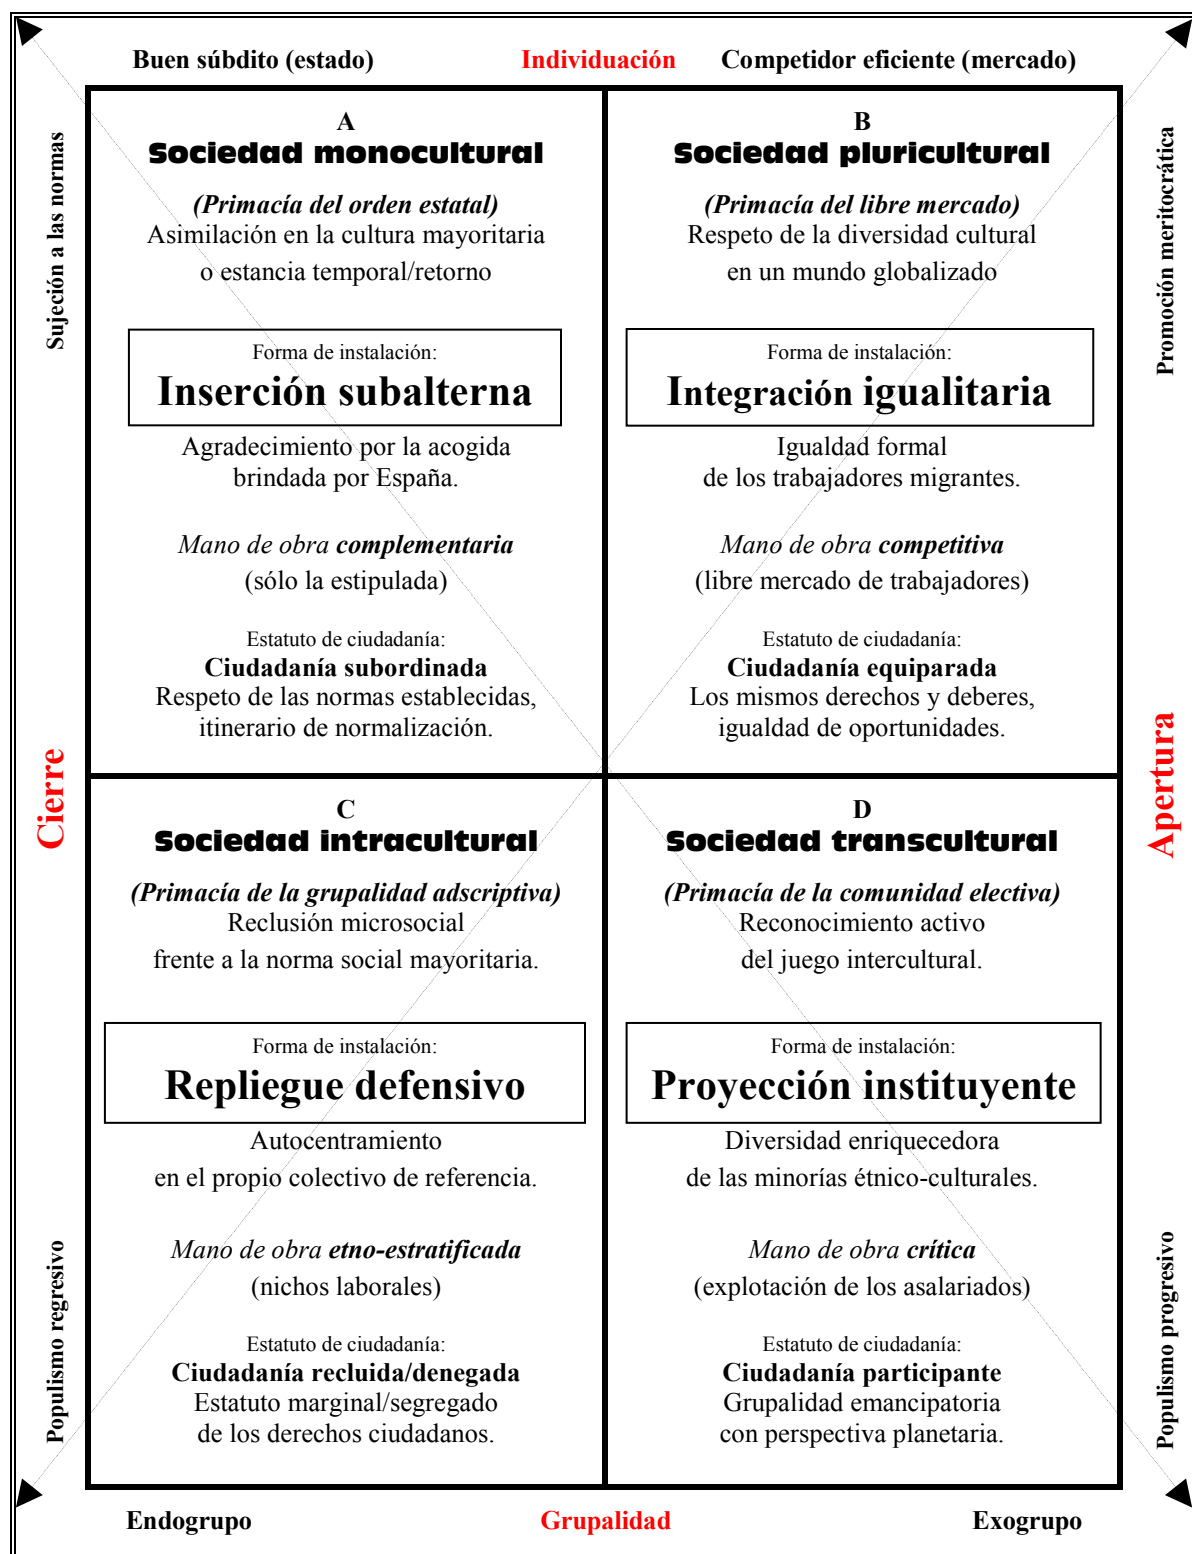 Buen súbdito (estado) Individuación Competidor eficiente (mercado)
Sujeción a las normas
A
Sociedad monocultural
(Primacía del orden estatal)
Asimilación en la cultura mayoritaria
o estancia temporal/retorno
Forma de instalación:
Inserción subalterna
Agradecimiento por la acogida
brindada por España.
Mano de obra complementaria
(sólo la estipulada)
Estatuto de ciudadanía:
Ciudadanía subordinada
Respeto de las normas establecidas,
itinerario de normalización.
B
Sociedad pluricultural
(Primacía del libre mercado)
Respeto de la diversidad cultural
en un mundo globalizado
Forma de instalación:
Integración igualitaria
Igualdad formal
de los trabajadores migrantes.
Mano de obra competitiva
(libre mercado de trabajadores)
Estatuto de ciudadanía:
Ciudadanía equiparada
Los mismos derechos y deberes,
igualdad de oportunidades.
Promoción meritocrática
Cierre
Apertura
Populismo regresivo
C
Sociedad intracultural
(Primacía de la grupalidad adscriptiva)
Reclusión microsocial
frente a la norma social mayoritaria.
Forma de instalación:
Repliegue defensivo
Autocentramiento
en el propio colectivo de referencia.
Mano de obra etno-estratificada
(nichos laborales)
Estatuto de ciudadanía:
Ciudadanía recluida/denegada
Estatuto marginal/segregado
de los derechos ciudadanos.
D
Sociedad transcultural
(Primacía de la comunidad electiva)
Reconocimiento activo
del juego intercultural.
Forma de instalación:
Proyección instituyente
Diversidad enriquecedora
de las minorías étnico-culturales.
Mano de obra crítica
(explotación de los asalariados)
Estatuto de ciudadanía:
Ciudadanía participante
Grupalidad emancipatoria
con perspectiva planetaria.
Populismo progresivo
Endogrupo Grupalidad Exogrupo